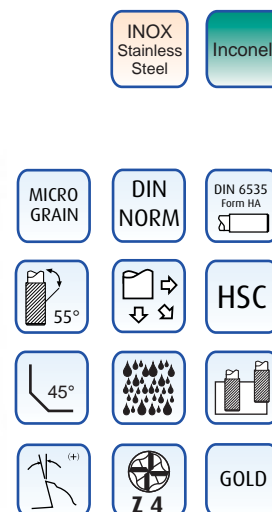 INOX
Stainless
Steel
Inconel
MICRO
GRAIN
DIN
NORM
DIN 6535
Form HA
55°
HSC
45°
(+)
Z 4
GOLD